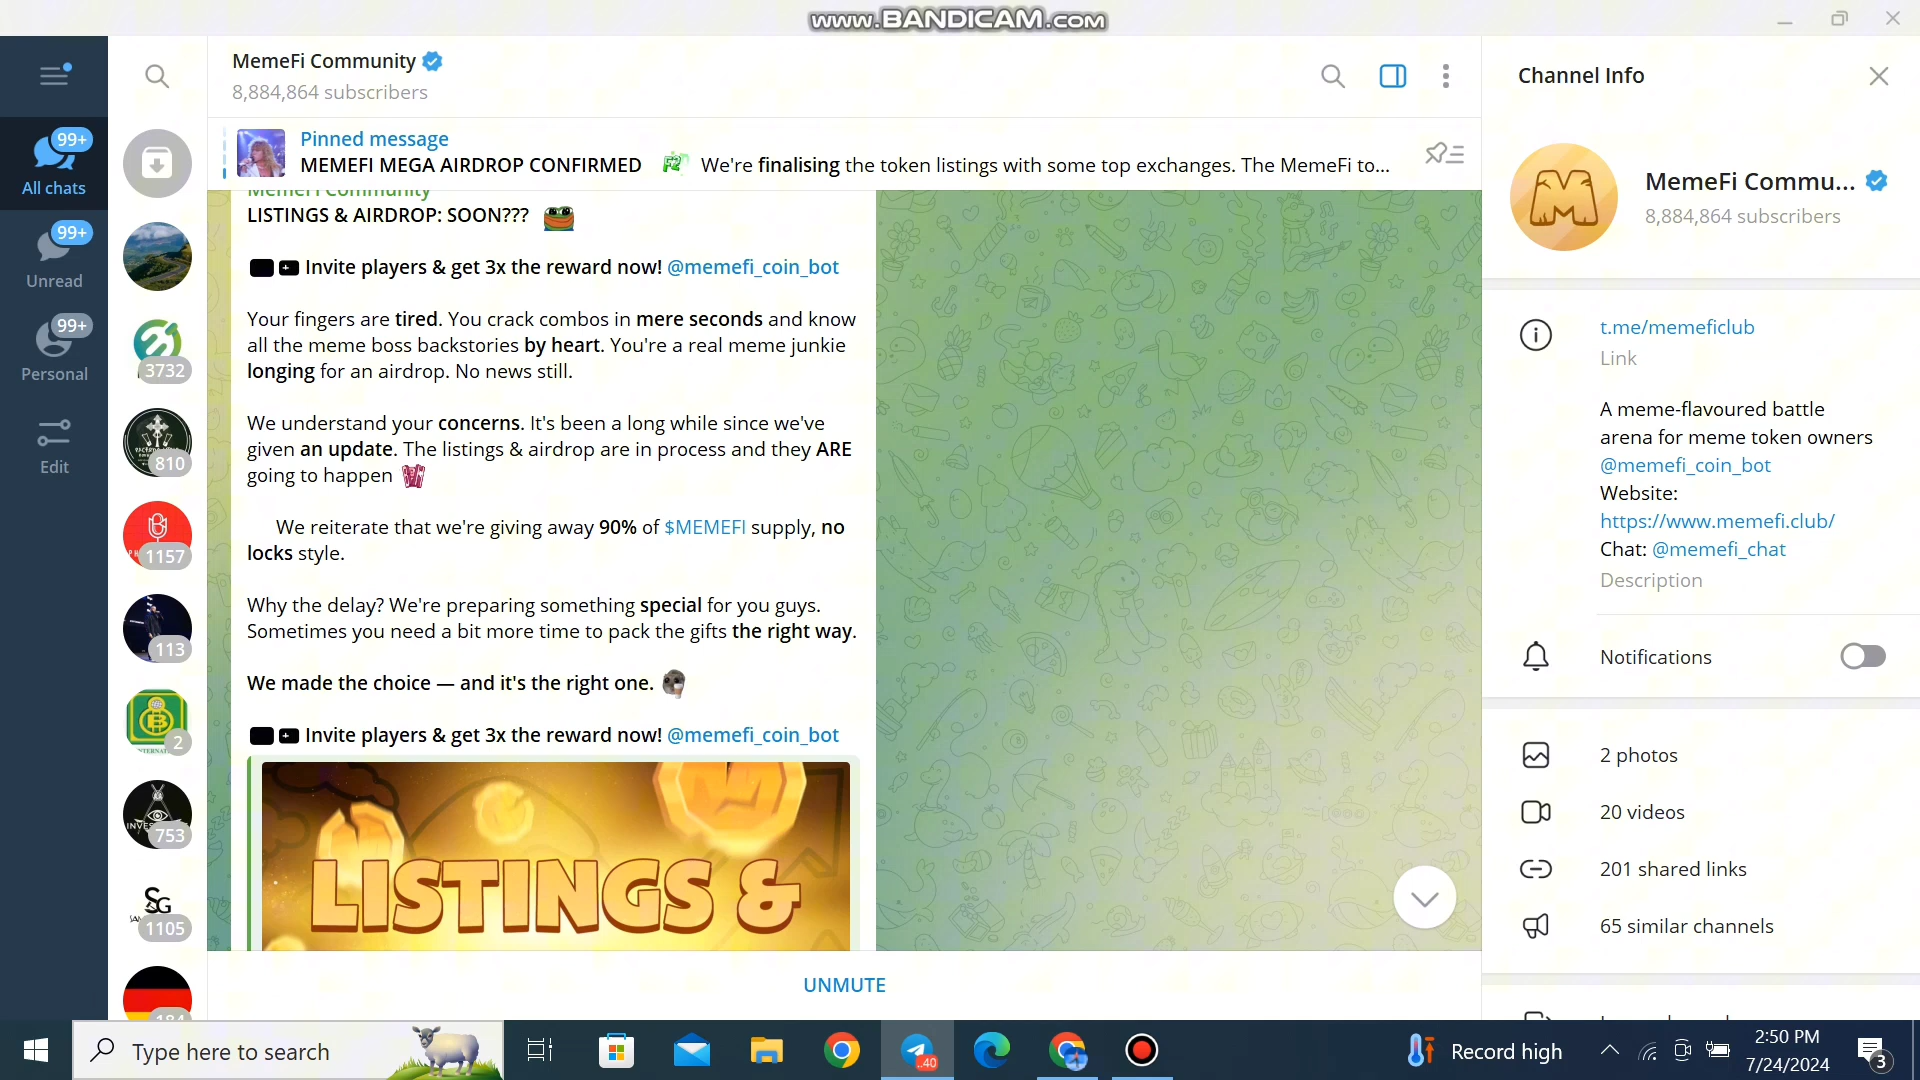 www.BANDICAM.com
MemeFi Community
8,884,864 subscribers
Channel Info
Pinned message
MEMEFI MEGA AIRDROP CONFIRMED We're finalising the token listings with some top exchanges. The MemeFi to...
99+
All chats
99+
Unread
99+
Personal
Edit
3732
810
1157
113
2
753
SG
1105
184
MemeFi Community
LISTINGS & AIRDROP: SOON???
Invite players & get 3x the reward now! @memefi_coin_bot
Your fingers are tired. You crack combos in mere seconds and know
all the meme boss backstories by heart. You're a real meme junkie
longing for an airdrop. No news still.
We understand your concerns. It's been a long while since we've
given an update. The listings & airdrop are in process and they ARE
going to happen
We reiterate that we're giving away 90% of $MEMEFI supply, no
locks style.
Why the delay? We're preparing something special for you guys.
Sometimes you need a bit more time to pack the gifts the right way.
We made the choice — and it's the right one.
Invite players & get 3x the reward now! @memefi_coin_bot
LISTINGS &
UNMUTE
MemeFi Commu...
8,884,864 subscribers
t.me/memeficlub
Link
A meme-flavoured battle
arena for meme token owners
@memefi_coin_bot
Website:
https://www.memefi.club/
Chat: @memefi_chat
Description
Notifications
2 photos
20 videos
201 shared links
65 similar channels
Type here to search
..40
Record high
2:50 PM
7/24/2024
3